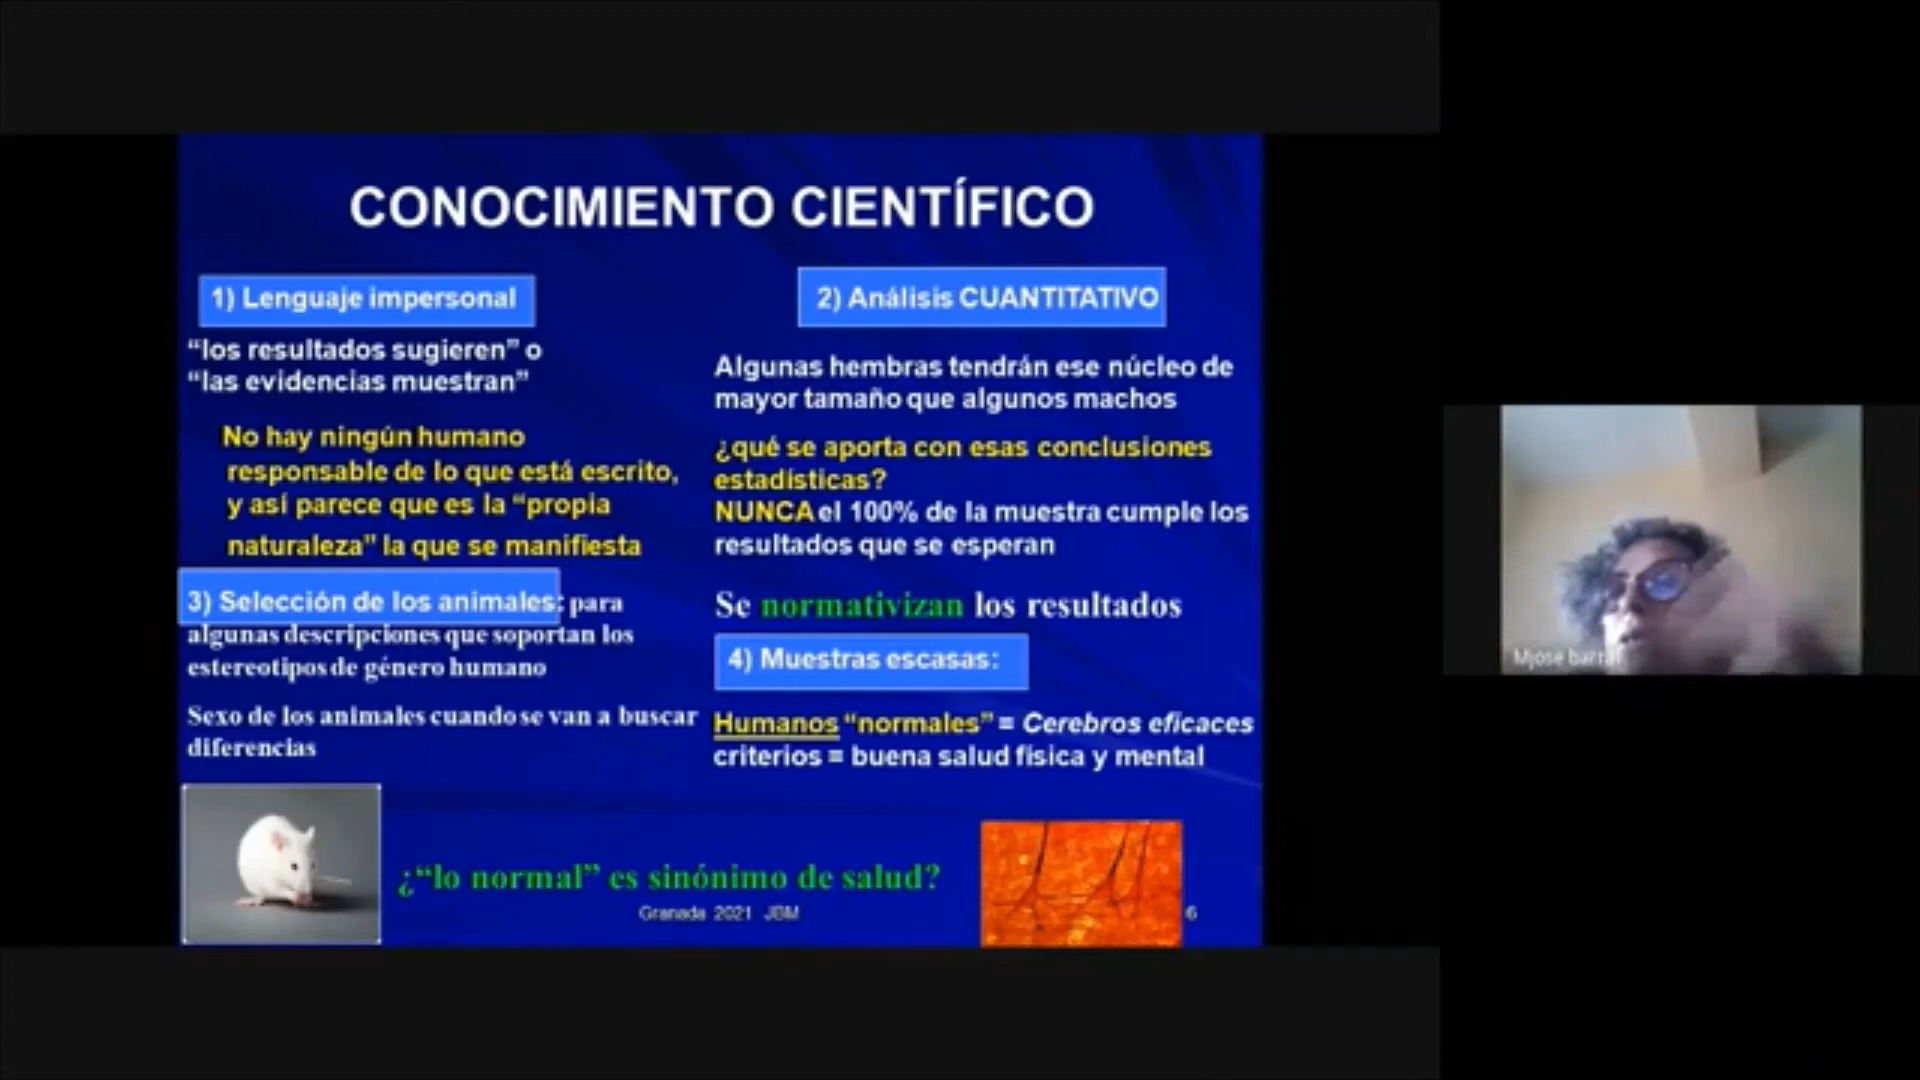 CONOCIMIENTO CIENTÍFICO
1) Lenguaje impersonal
“los resultados sugieren” o
“las evidencias muestran”
No hay ningún humano
responsable de lo que está escrito,
y así parece que es la “propia
naturaleza” la que se manifiesta
2) Análisis CUANTITATIVO
Algunas hembras tendrán ese núcleo de
mayor tamaño que algunos machos
¿qué se aporta con esas conclusiones
estadísticas?
NUNCA el 100% de la muestra cumple los
resultados que se esperan
Se normativizan los resultados
3) Selección de los animales: para
algunas descripciones que soportan los
estereotipos de género humano
Sexo de los animales cuando se van a buscar
diferencias
4) Muestras escasas:
Humanos “normales” = Cerebros eficaces
criterios = buena salud física y mental
¿“lo normal” es sinónimo de salud?
Granada 2021 JBM
6
Mjose barral